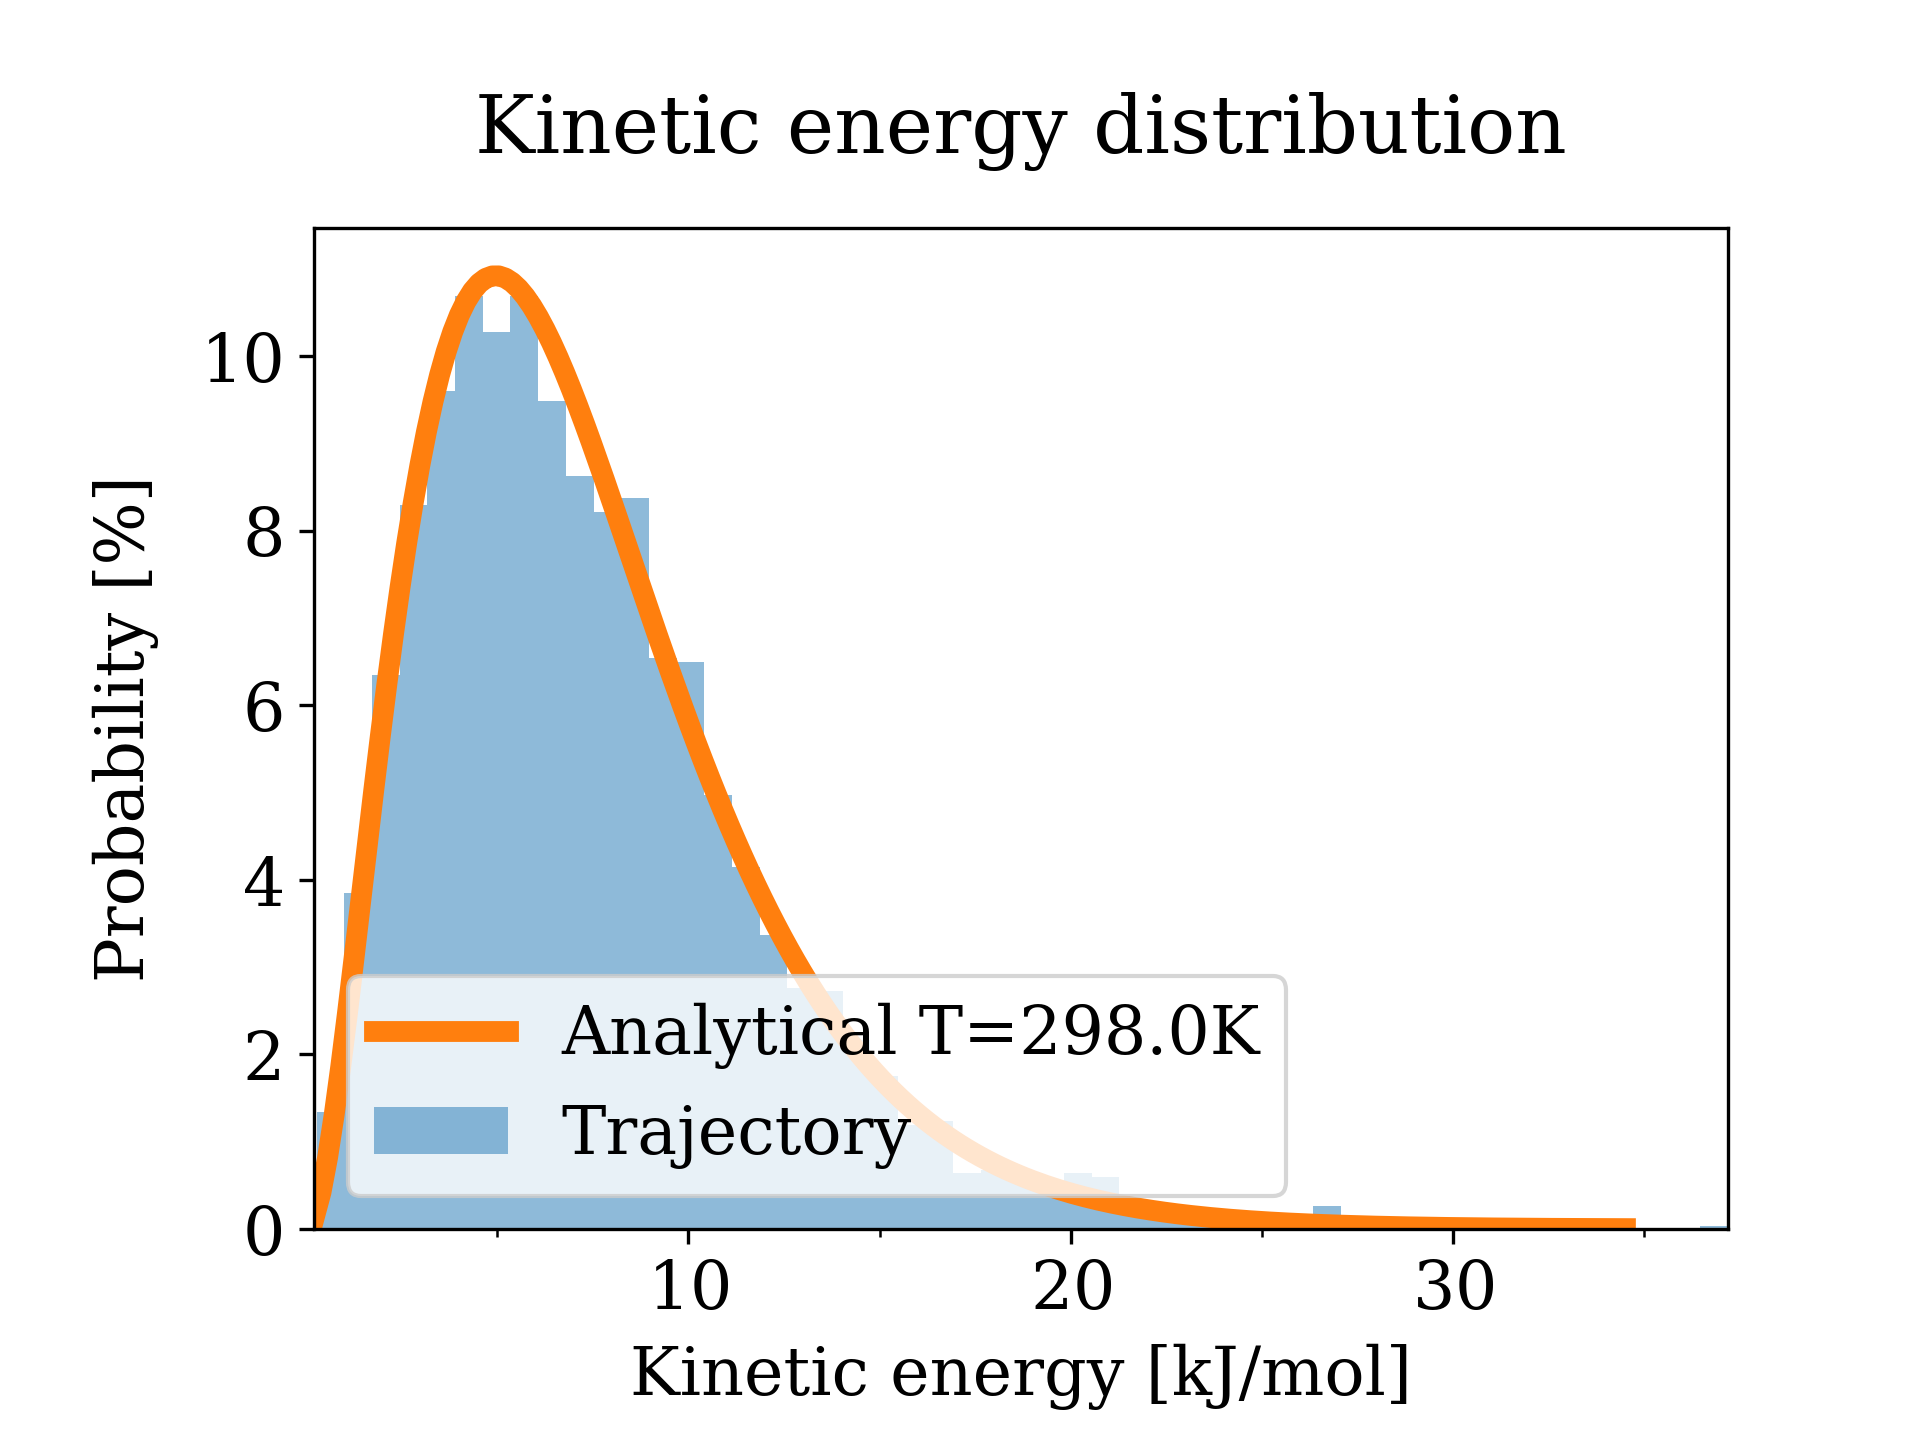 Kinetic energy distribution
Probability [%]
10
8
6
4
2
0
Analytical T=298.0K
Trajectory
10 20 30
Kinetic energy [kJ/mol]